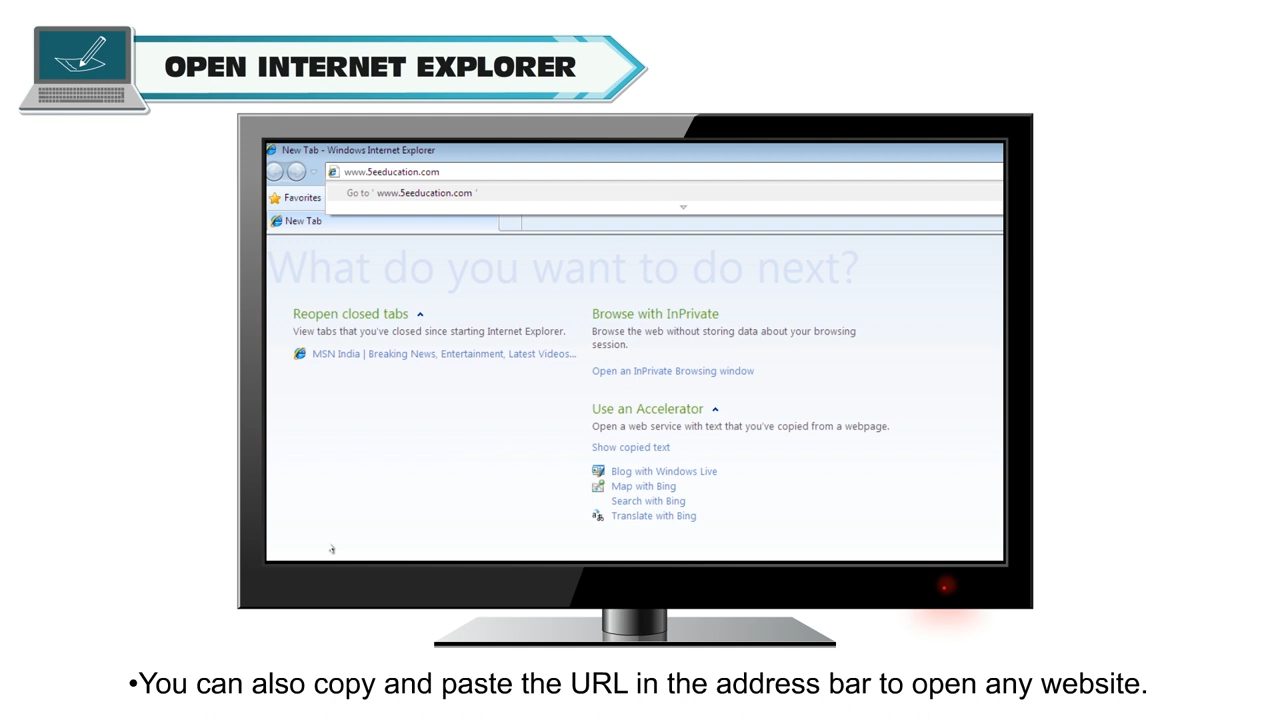 OPEN INTERNET EXPLORER
New Tab - Windows Internet Explorer
www.5eeducation.com
Go to ' www.5eeducation.com '
Favorites
New Tab
What do you want to do next?
Reopen closed tabs
View tabs that you've closed since starting Internet Explorer.
MSN India | Breaking News, Entertainment, Latest Videos...
Browse with InPrivate
Browse the web without storing data about your browsing
session.
Open an InPrivate Browsing window
Use an Accelerator
Open a web service with text that you've copied from a webpage.
Show copied text
Blog with Windows Live
Map with Bing
Search with Bing
Translate with Bing
•You can also copy and paste the URL in the address bar to open any website.